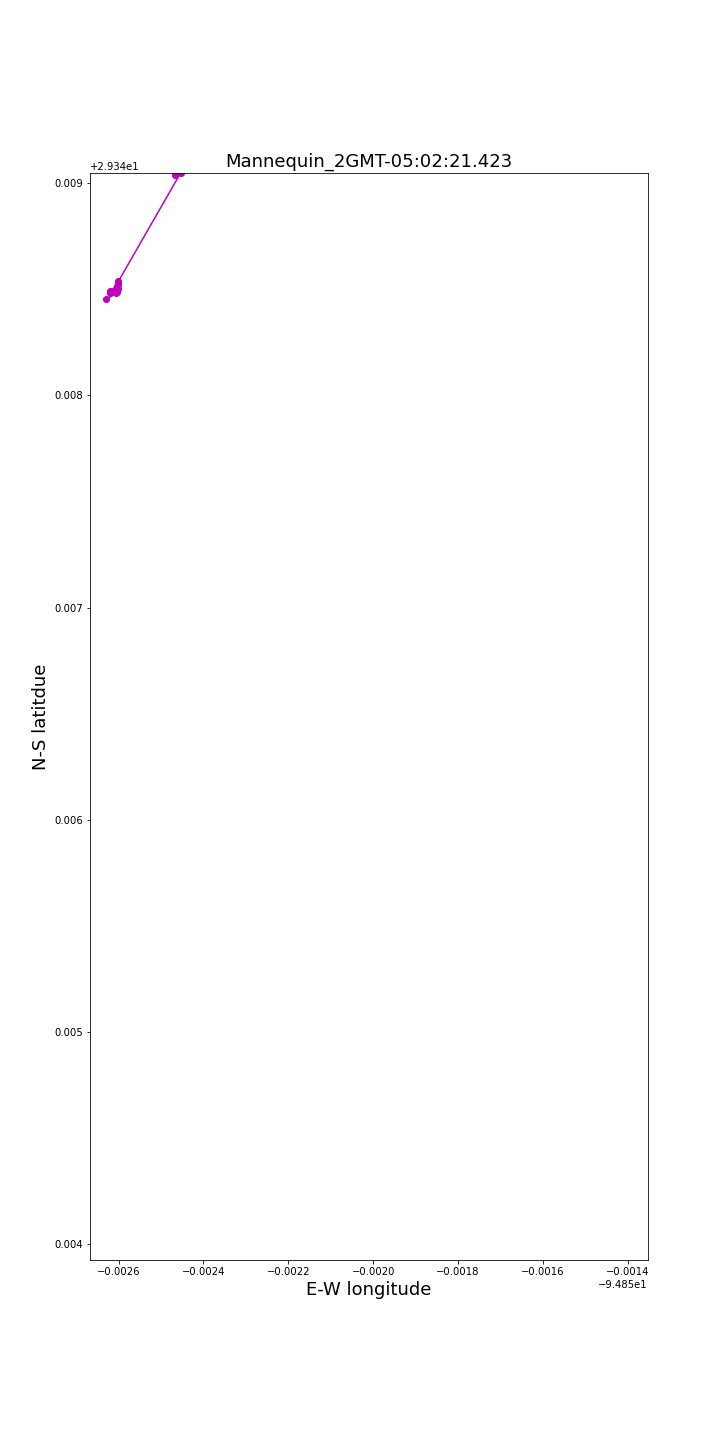 Mannequin_2GMT-05:02:21.423
+2.934e1
0.009
0.008
0.007
0.006
0.005
0.004
N-S latitdue
−0.0026 −0.0024 −0.0022 −0.0020 −0.0018 −0.0016 −0.0014
−9.485e1
E-W longitude